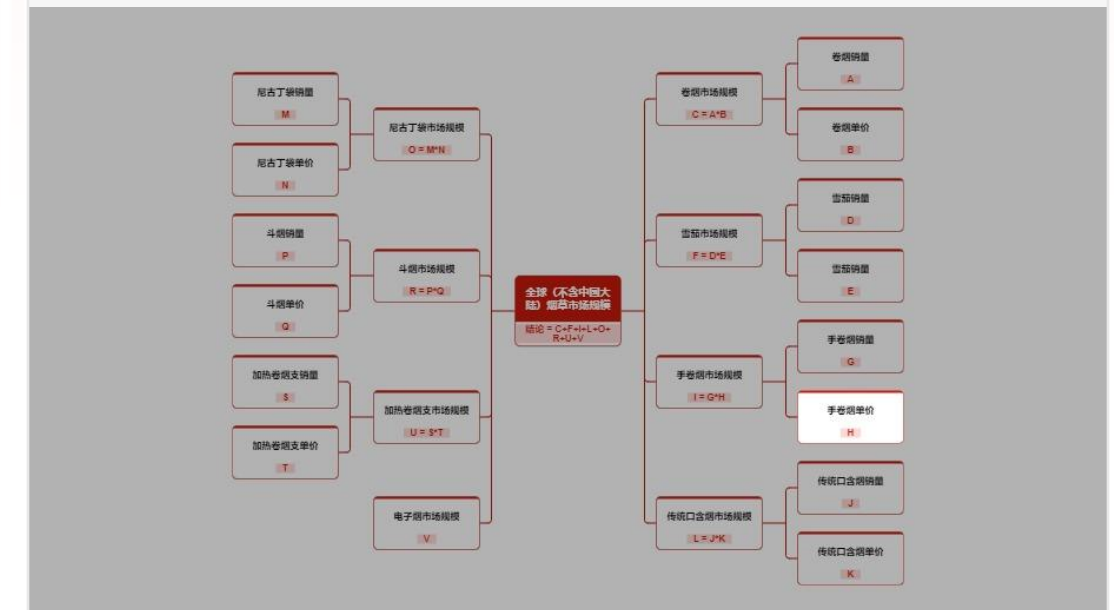 尼古丁袋销量
M
尼古丁袋单价
N
尼古丁袋市场规模
O = M*N
斗烟销量
P
斗烟单价
Q
斗烟市场规模
R = P*Q
加热卷烟支销量
S
加热卷烟支单价
T
加热卷烟支市场规模
U = S*T
电子烟市场规模
V
全球（不含中国大
陆）烟草市场规模
结论 = C+F+I+L+O+
R+U+V
卷烟市场规模
C = A*B
卷烟销量
A
卷烟单价
B
雪茄市场规模
F = D*E
雪茄销量
D
雪茄销量
E
手卷烟市场规模
I = G*H
手卷烟销量
G
手卷烟单价
H
传统口含烟市场规模
L = J*K
传统口含烟销量
J
传统口含烟单价
K